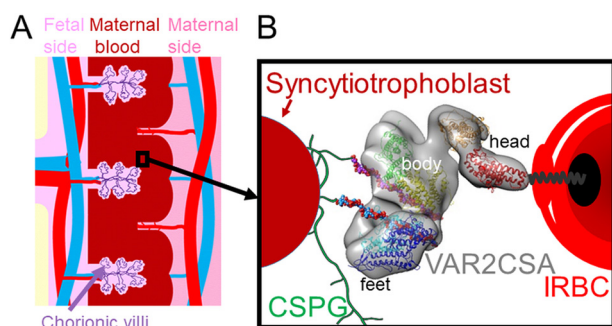 A
Fetal side
Maternal blood
Maternal side
Chorionic villi
B
Syncytiotrophoblast
head
body
feet
VAR2CSA
CSPG
IRBC